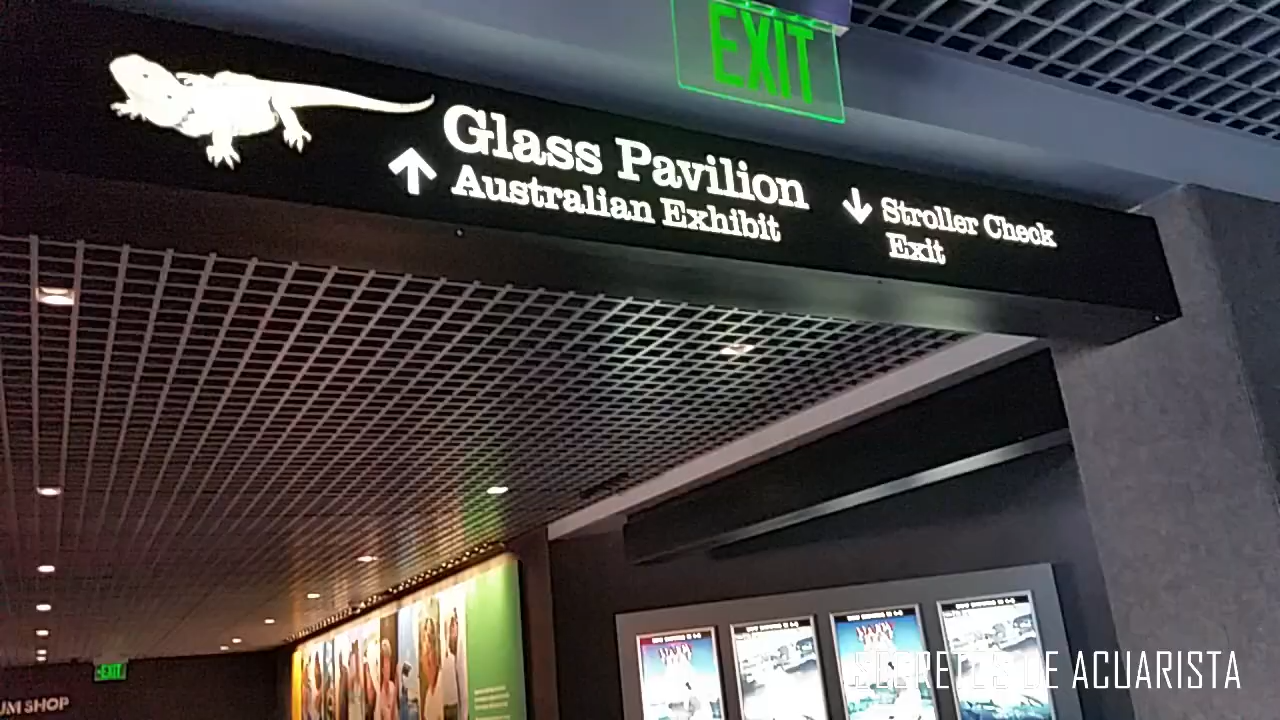 EXIT
Glass Pavilion
Australian Exhibit
Stroller Check
Exit
EXIT
UM SHOP
SECRETOS DE ACUARISTA